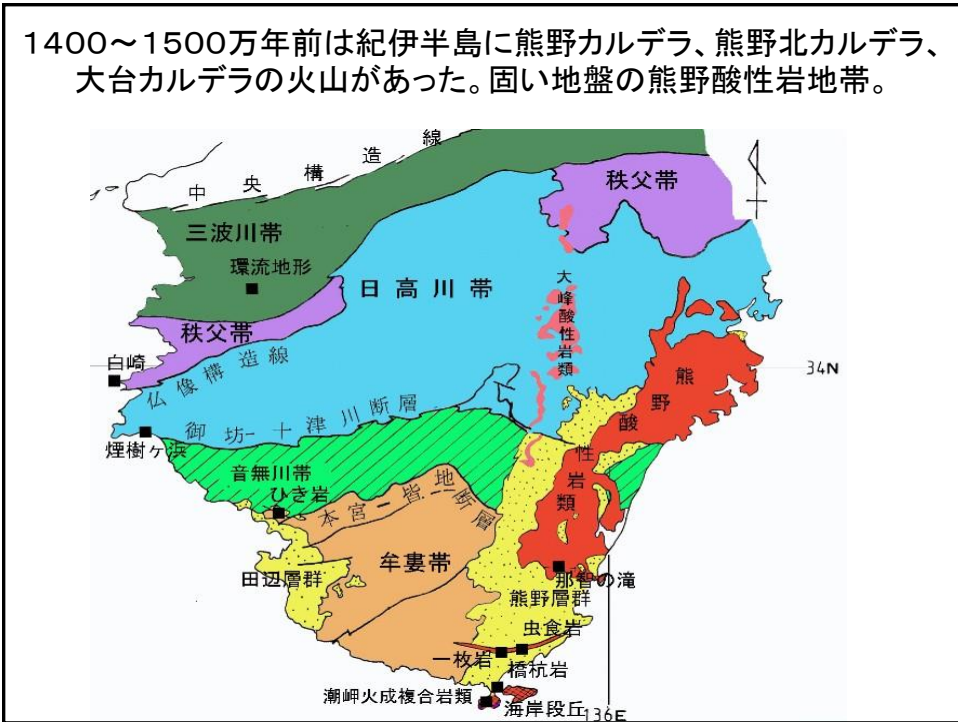 1400～1500万年前は紀伊半島に熊野カルデラ、熊野北カルデラ、
大台カルデラの火山があった。固い地盤の熊野酸性岩地帯。
中央構造線
秩父帯
三波川帯
環流地形
日高川帯
大峰酸性岩類
秩父帯
白崎
仏像構造線
34N
熊野酸性岩類
御坊－十津川断層
煙樹ヶ浜
音無川帯
ひき岩
本宮－皆地断層
牟婁帯
田辺層群
那智の滝
熊野層群
虫食岩
一枚岩
橋杭岩
潮岬火成複合岩類
海岸段丘
136E